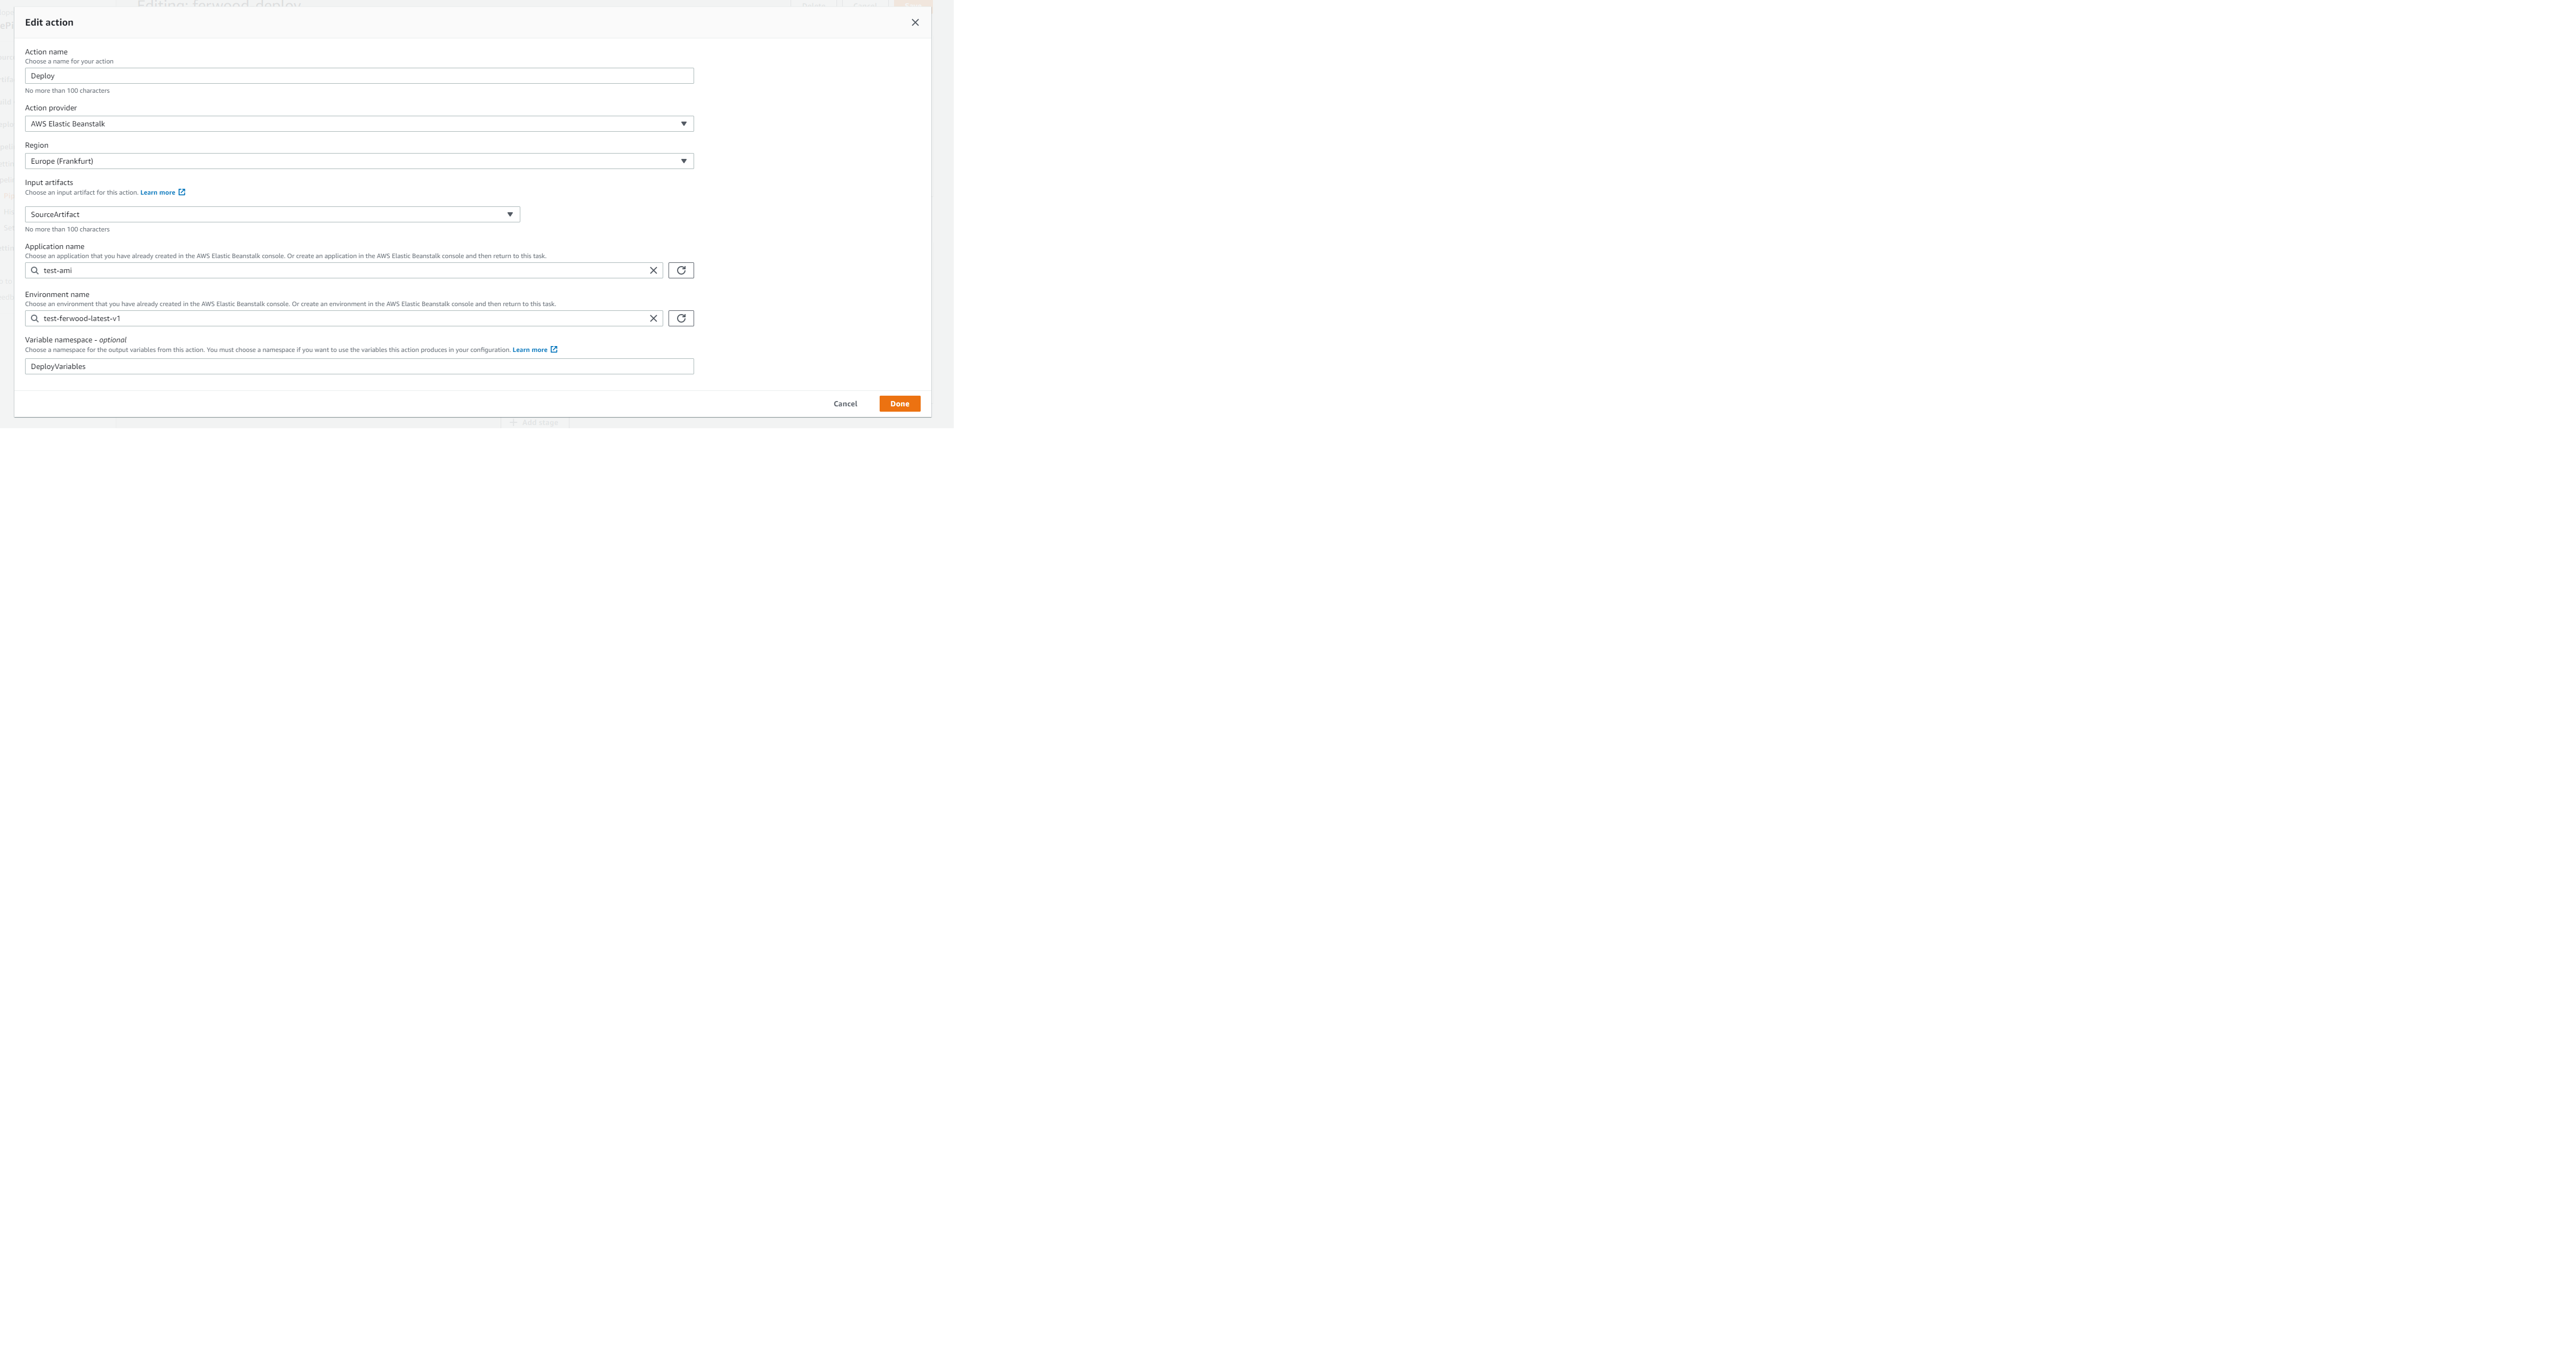 Editing: ferwood-deploy
Edit action
Action name
Choose a name for your action
Deploy
No more than 100 characters
Action provider
AWS Elastic Beanstalk
Region
Europe (Frankfurt)
Input artifacts
Choose an input artifact for this action. Learn more
SourceArtifact
No more than 100 characters
Application name
Choose an application that you have already created in the AWS Elastic Beanstalk console. Or create an application in the AWS Elastic Beanstalk console and then return to this task.
test-ami
Environment name
Choose an environment that you have already created in the AWS Elastic Beanstalk console. Or create an environment in the AWS Elastic Beanstalk console and then return to this task.
test-ferwood-latest-v1
Variable namespace - optional
Choose a namespace for the output variables from this action. You must choose a namespace if you want to use the variables this action produces in your configuration. Learn more
DeployVariables
Cancel
Done
+ Add stage